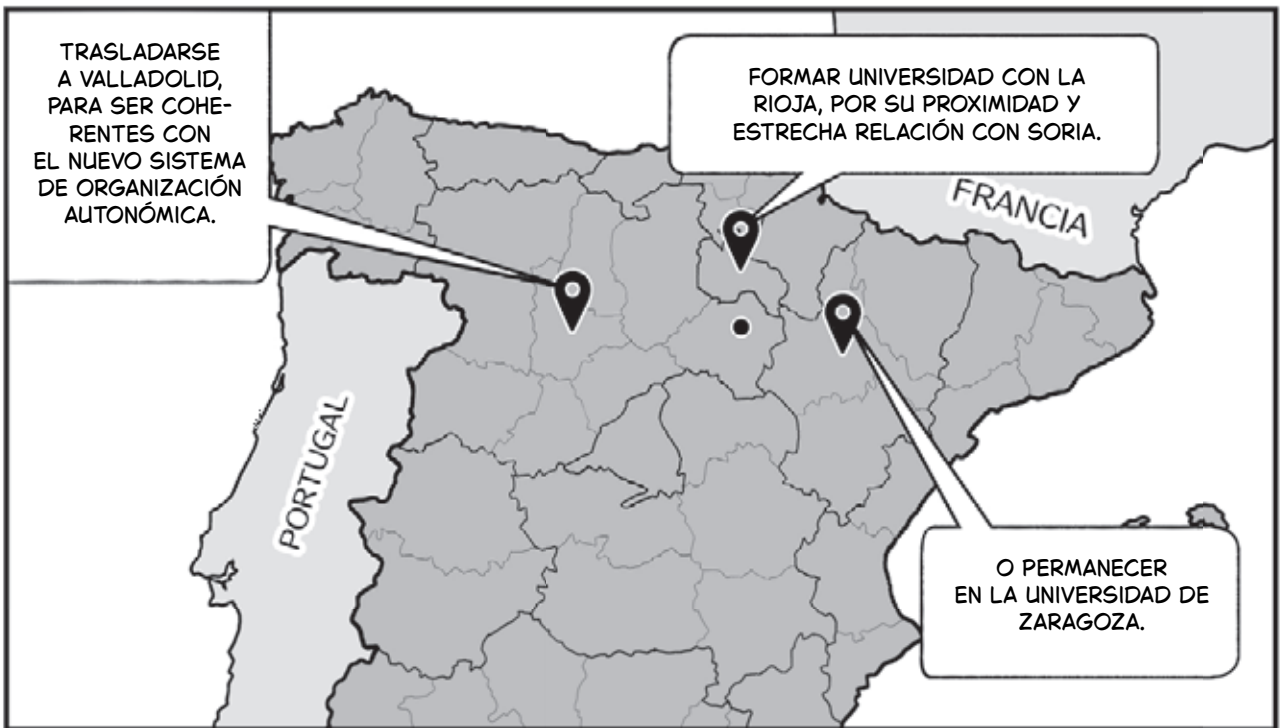 TRASLADARSE
A VALLADOLID,
PARA SER COHE-
RENTES CON
EL NUEVO SISTEMA
DE ORGANIZACIÓN
AUTONÓMICA.
FORMAR UNIVERSIDAD CON LA
RIOJA, POR SU PROXIMIDAD Y
ESTRECHA RELACIÓN CON SORIA.
FRANCIA
PORTUGAL
O PERMANECER
EN LA UNIVERSIDAD DE
ZARAGOZA.